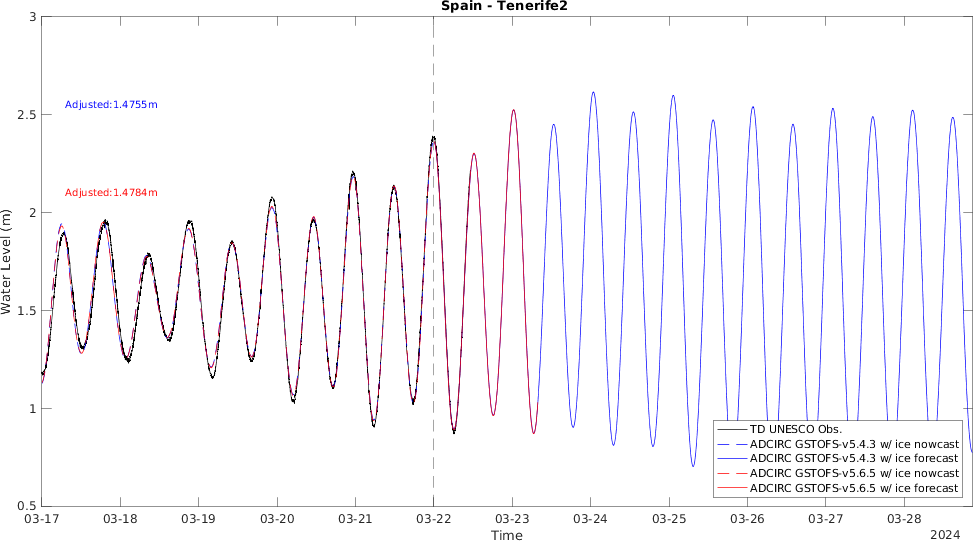 Spain - Tenerife2
3
2.5
2
1.5
1
0.5
Water Level (m)
Adjusted:1.4755m
Adjusted:1.4784m
TD UNESCO Obs.
ADCIRC GSTOFS-v5.4.3 w/ ice nowcast
ADCIRC GSTOFS-v5.4.3 w/ ice forecast
ADCIRC GSTOFS-v5.6.5 w/ ice nowcast
ADCIRC GSTOFS-v5.6.5 w/ ice forecast
03-17 03-18 03-19 03-20 03-21 03-22 03-23 03-24 03-25 03-26 03-27 03-28
Time
2024